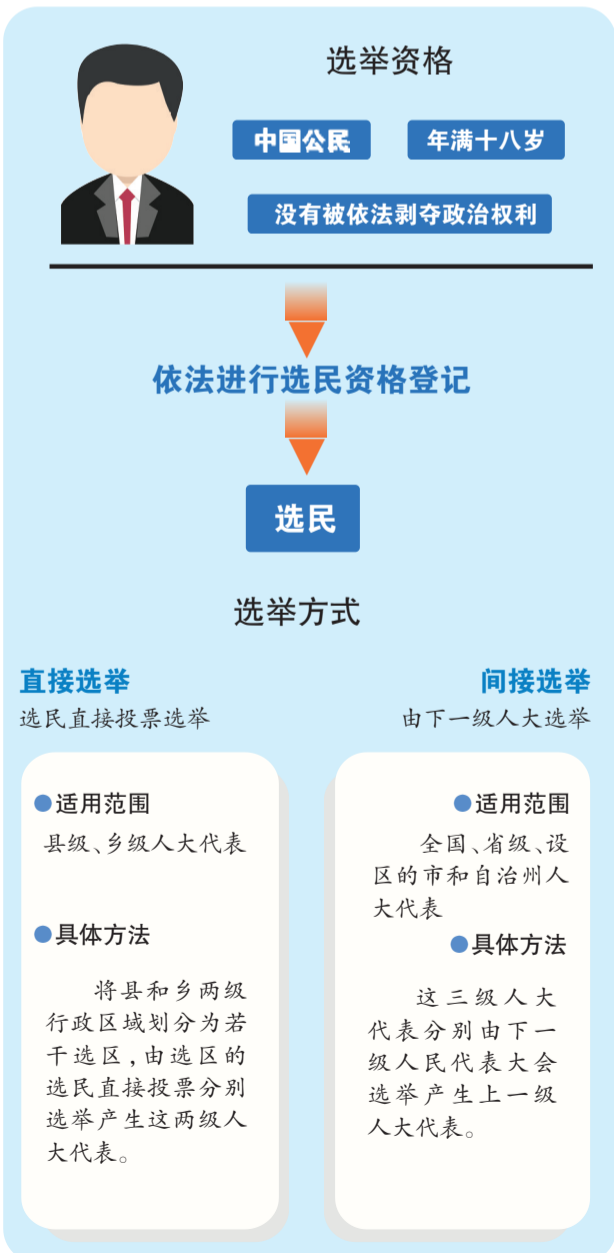 选举资格
中国公民
年满十八岁
没有被依法剥夺政治权利
依法进行选民资格登记
选民
选举方式
直接选举
选民直接投票选举
●适用范围
县级、乡级人大代表
●具体方法
将县和乡两级
行政区域划分为若
干选区,由选区的
选民直接投票分别
选举产生这两级人
大代表。
间接选举
由下一级人大选举
●适用范围
全国、省级、设
区的市和自治州人
大代表
●具体方法
这三级人大
代表分别由下一
级人民代表大会
选举产生上一级
人大代表。